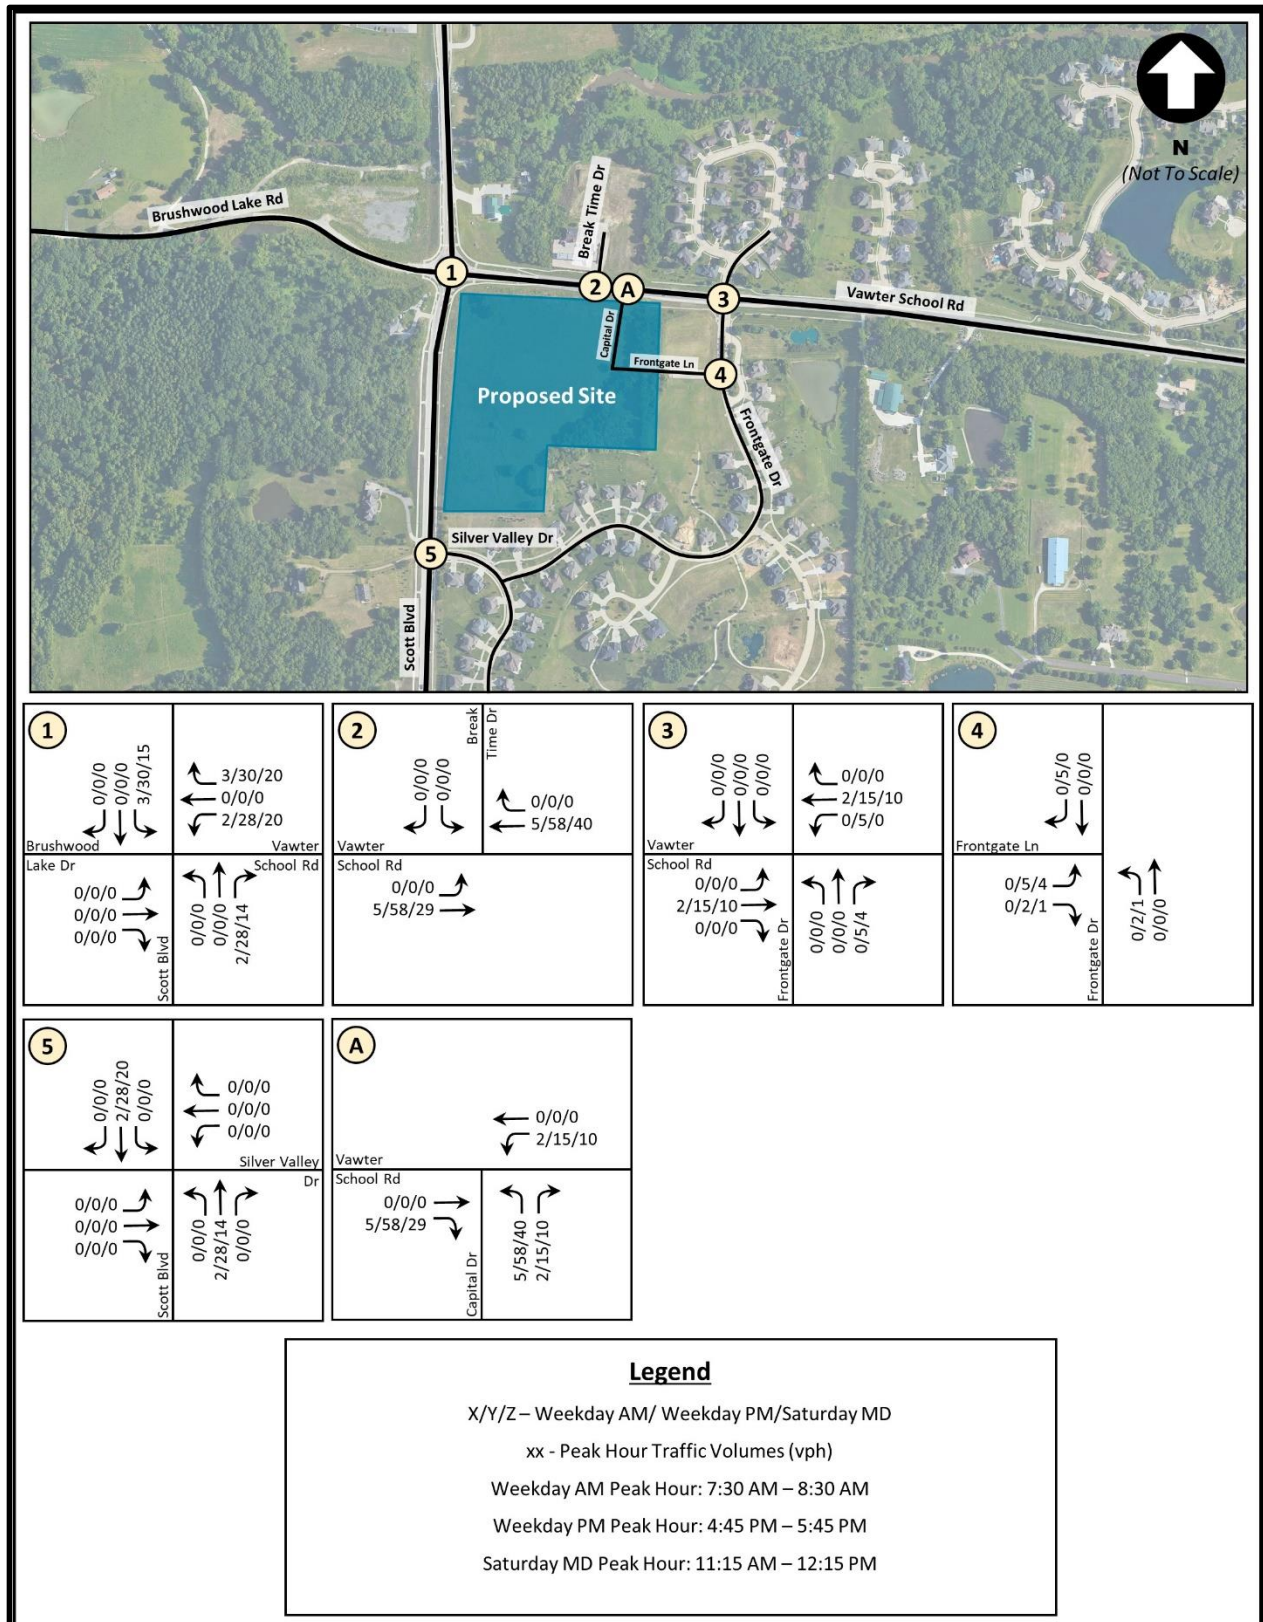 N
(Not To Scale)
Brushwood Lake Rd
Break Time Dr
1
2
A
3
Vawter School Rd
Capital Dr
Frontgate Ln
4
Proposed Site
Frontgate Dr
Silver Valley Dr
5
Scott Blvd
1
0/0/0
0/0/0
3/30/15
3/30/20
0/0/0
2/28/20
Brushwood
Lake Dr
Vawter
School Rd
0/0/0
0/0/0
0/0/0
Scott Blvd
0/0/0
0/0/0
2/28/14
2
Break
Time Dr
0/0/0
0/0/0
0/0/0
5/58/40
Vawter
School Rd
0/0/0
5/58/29
3
0/0/0
0/0/0
0/0/0
0/0/0
2/15/10
0/5/0
Vawter
School Rd
0/0/0
2/15/10
0/0/0
Frontgate Dr
0/0/0
0/0/0
0/5/4
4
0/5/0
0/0/0
Frontgate Ln
0/5/4
0/2/1
Frontgate Dr
0/2/1
0/0/0
5
0/0/0
2/28/20
0/0/0
0/0/0
0/0/0
0/0/0
Silver Valley
Dr
0/0/0
0/0/0
0/0/0
Scott Blvd
0/0/0
2/28/14
0/0/0
A
0/0/0
2/15/10
Vawter
School Rd
0/0/0
5/58/29
Capital Dr
5/58/40
2/15/10
Legend
X/Y/Z – Weekday AM/ Weekday PM/Saturday MD
xx - Peak Hour Traffic Volumes (vph)
Weekday AM Peak Hour: 7:30 AM – 8:30 AM
Weekday PM Peak Hour: 4:45 PM – 5:45 PM
Saturday MD Peak Hour: 11:15 AM – 12:15 PM